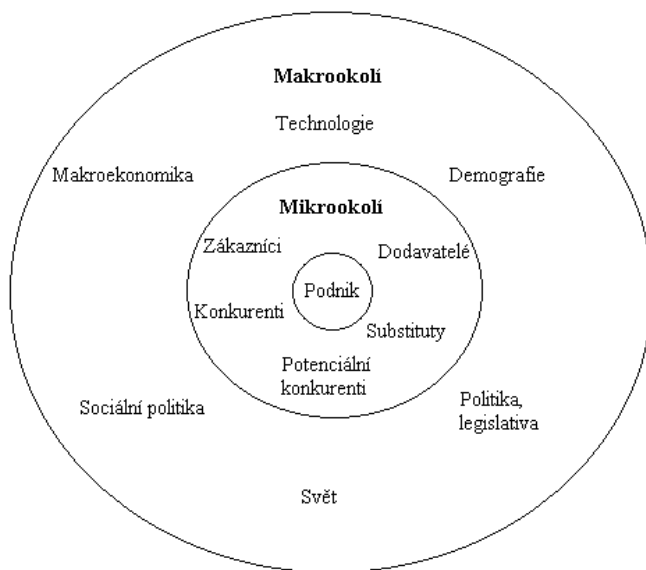 Makrookolí
Technologie
Makroekonomika
Demografie
Mikrookolí
Zákazníci
Dodavatelé
Podnik
Konkurenti
Substituty
Potenciální
konkurenti
Sociální politika
Politika,
legislativa
Svět